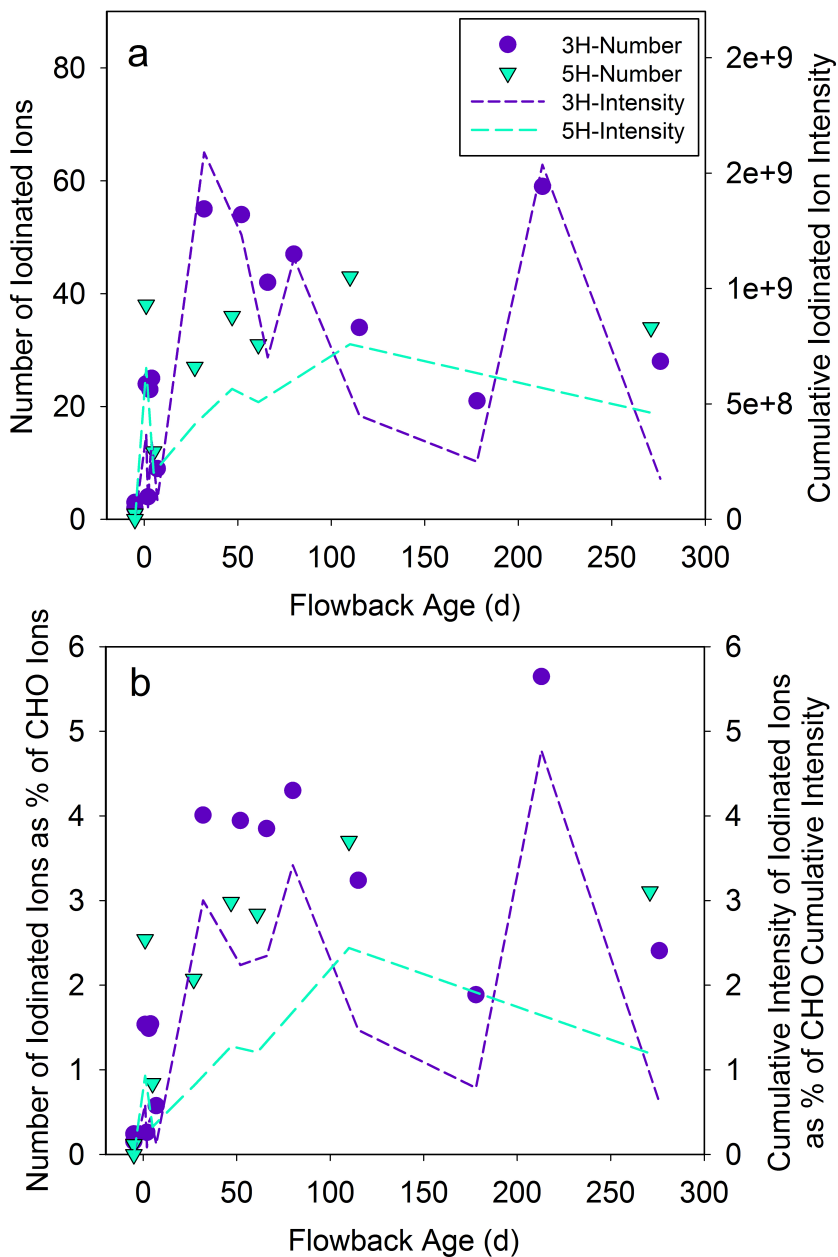 a
3H-Number
5H-Number
3H-Intensity
5H-Intensity
80
60
40
20
0
2e+9
2e+9
1e+9
5e+8
0
0
50
100
150
200
250
300
Number of Iodinated Ions
Cumulative Iodinated Ion Intensity
Flowback Age (d)
b
6
5
4
3
2
1
0
6
5
4
3
2
1
0
0
50
100
150
200
250
300
Number of Iodinated Ions as % of CHO Ions
Cumulative Intensity of Iodinated Ions
as % of CHO Cumulative Intensity
Flowback Age (d)